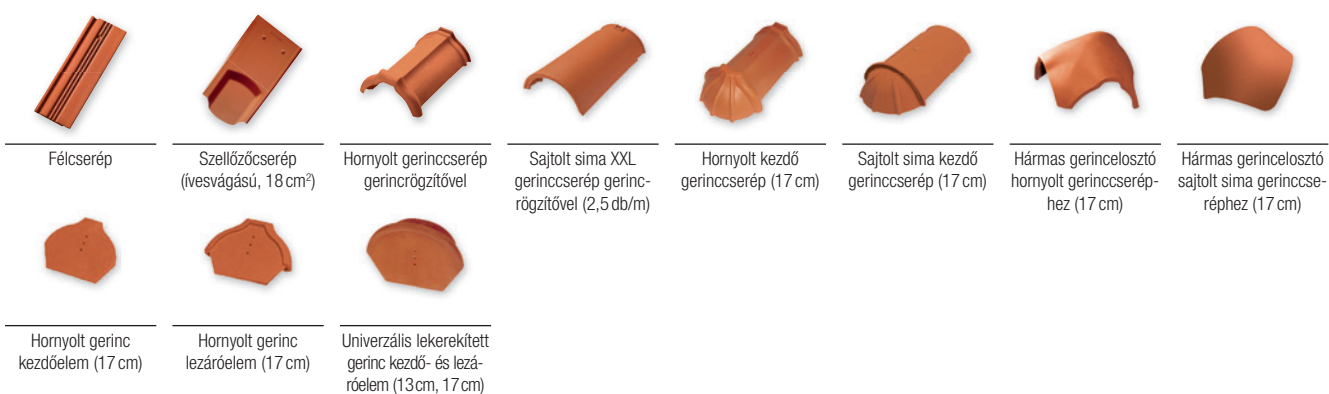 Félcserép
Szellőzőcserép
(ívesvágású, 18 cm²)
Hornyolt gerinccserép
gerincrögzítővel
Sajtolt sima XXL
gerinccserép gerinc-
rögzítővel (2,5 db/m)
Hornyolt kezdő
gerinccserép (17 cm)
Sajtolt sima kezdő
gerinccserép (17 cm)
Hármas gerincelosztó
hornyolt gerinccserép-
hez (17 cm)
Hármas gerincelosztó
sajtolt sima gerinccse-
réphez (17 cm)
Hornyolt gerinc
kezdőelem (17 cm)
Hornyolt gerinc
lezáróelem (17 cm)
Univerzális lekerekített
gerinc kezdő- és lezá-
róelem (13 cm, 17 cm)